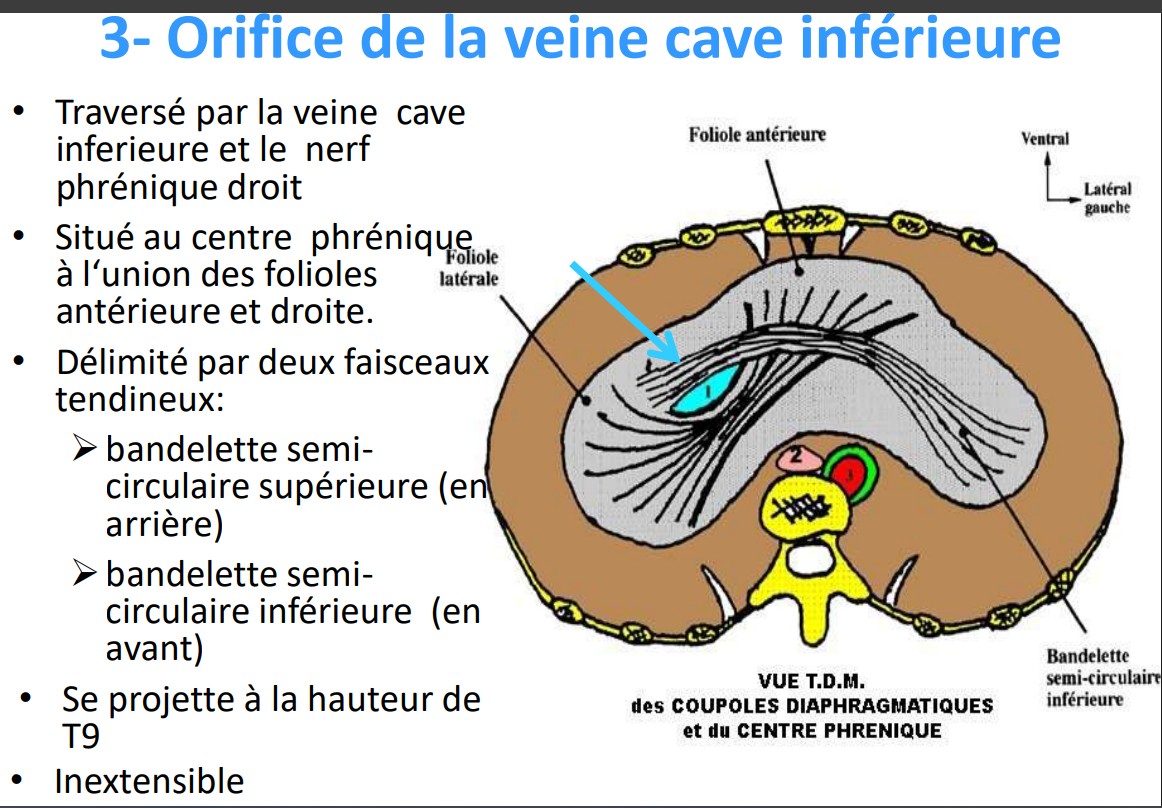 3- Orifice de la veine cave inférieure
• Traversé par la veine cave
inferieure et le nerf
phrénique droit
• Situé au centre phrénique
à l‘union des folioles
antérieure et droite.
• Délimité par deux faisceaux
tendineux:
➢ bandelette semi-
circulaire supérieure (en
arrière)
➢ bandelette semi-
circulaire inférieure (en
avant)
• Se projette à la hauteur de
T9
• Inextensible
Foliole antérieure
Ventral
Latéral
gauche
Foliole
latérale
1
2
3
Bandelette
semi-circulaire
inférieure
VUE T.D.M.
des COUPOLES DIAPHRAGMATIQUES
et du CENTRE PHRENIQUE